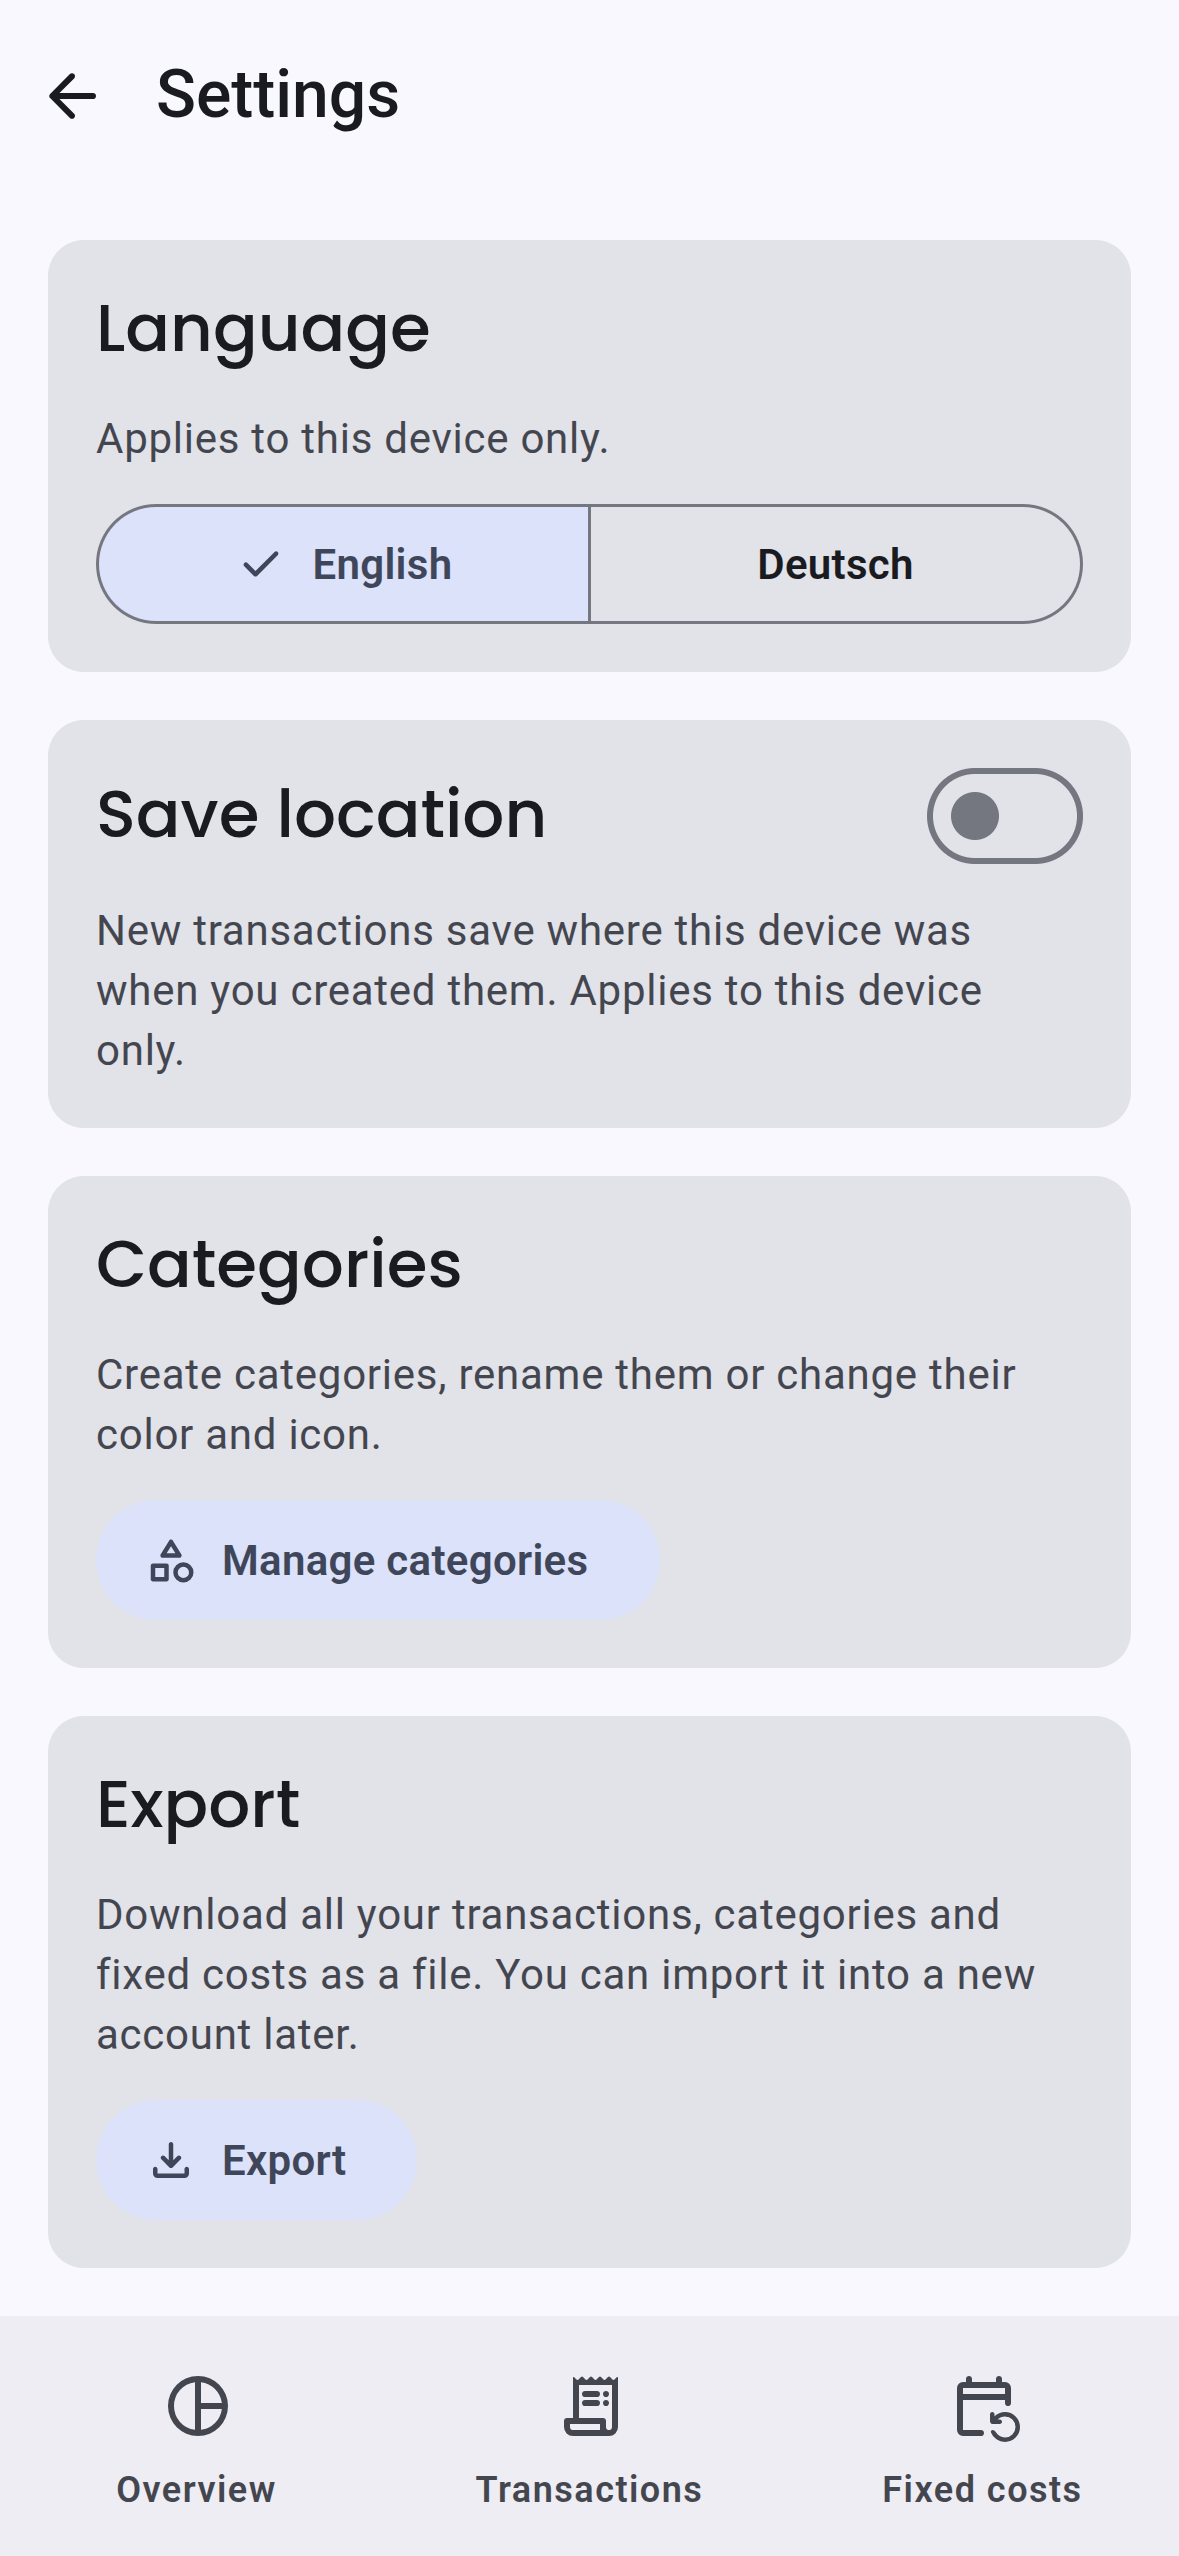 Settings
Language
Applies to this device only.
English
Deutsch
Save location
New transactions save where this device was
when you created them. Applies to this device
only.
Categories
Create categories, rename them or change their
color and icon.
Manage categories
Export
Download all your transactions, categories and
fixed costs as a file. You can import it into a new
account later.
Export
Overview
Transactions
Fixed costs